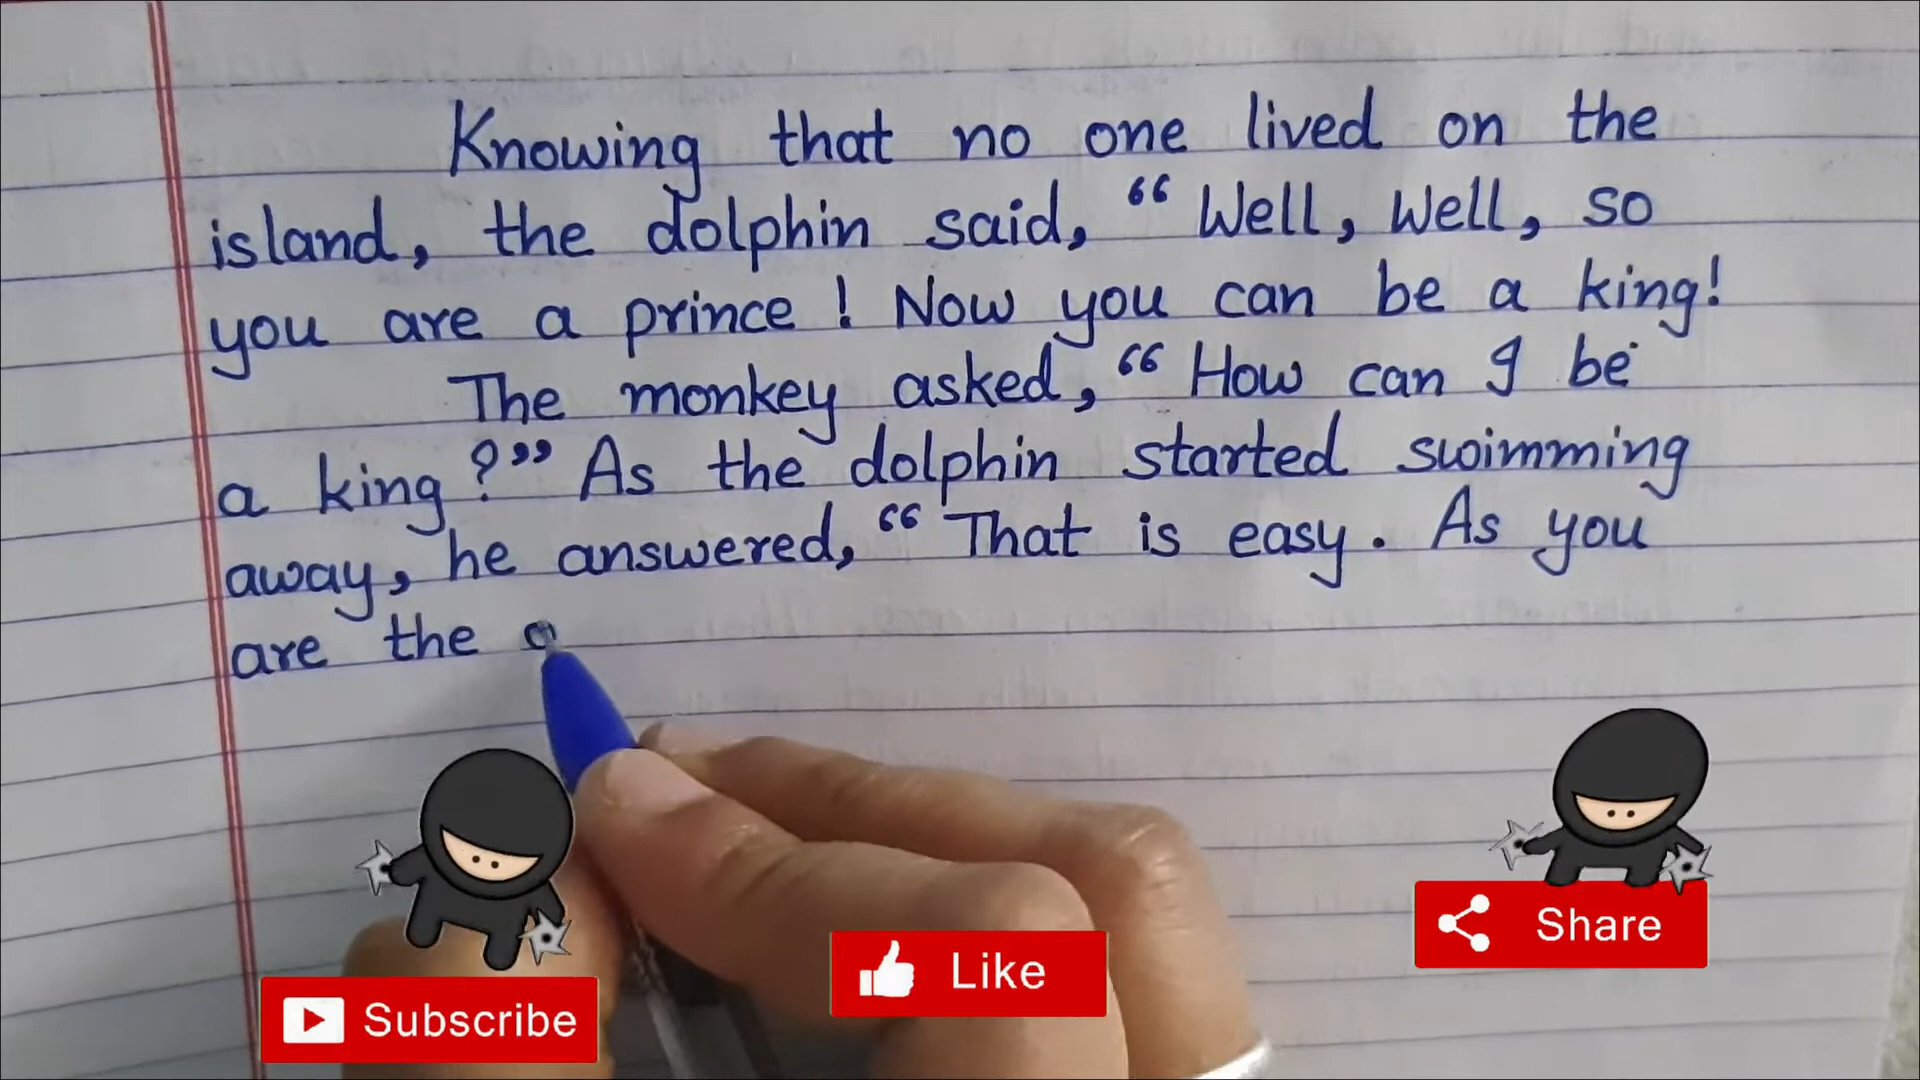 Knowing that no one lived on the
island, the dolphin said, “Well, Well, so
you are a prince! Now you can be a king!
The monkey asked, “How can I be
a king?” As the dolphin started swimming
away, he answered, “That is easy. As you
are the
Share
Like
Subscribe